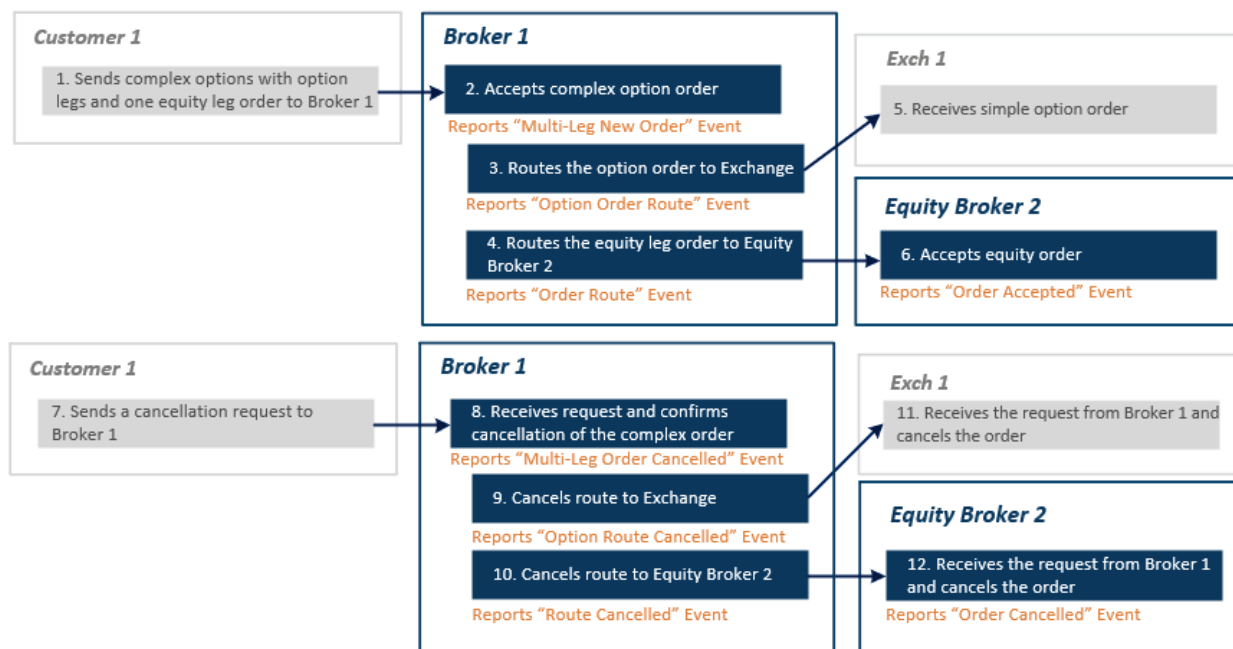 Customer 1
1. Sends complex options with option
legs and one equity leg order to Broker 1
Broker 1
2. Accepts complex option order
Reports “Multi-Leg New Order” Event
3. Routes the option order to Exchange
Reports “Option Order Route” Event
4. Routes the equity leg order to Equity
Broker 2
Reports “Order Route” Event
Exch 1
5. Receives simple option order
Equity Broker 2
6. Accepts equity order
Reports “Order Accepted” Event
Customer 1
7. Sends a cancellation request to
Broker 1
Broker 1
8. Receives request and confirms
cancellation of the complex order
Reports “Multi-Leg Order Cancelled” Event
9. Cancels route to Exchange
Reports “Option Route Cancelled” Event
10. Cancels route to Equity Broker 2
Reports “Route Cancelled” Event
Exch 1
11. Receives the request from Broker 1 and
cancels the order
Equity Broker 2
12. Receives the request from Broker 1
and cancels the order
Reports “Order Cancelled” Event